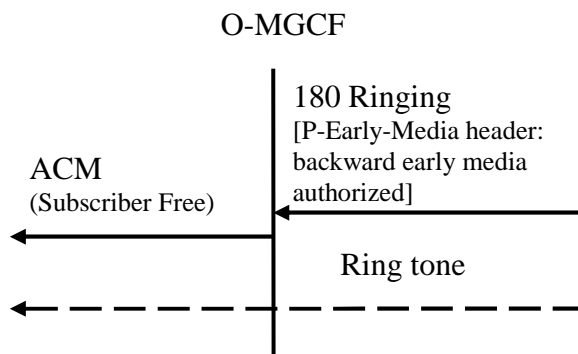 O-MGCF
180 Ringing
[P-Early-Media header:
backward early media
authorized]
ACM
(Subscriber Free)
Ring tone